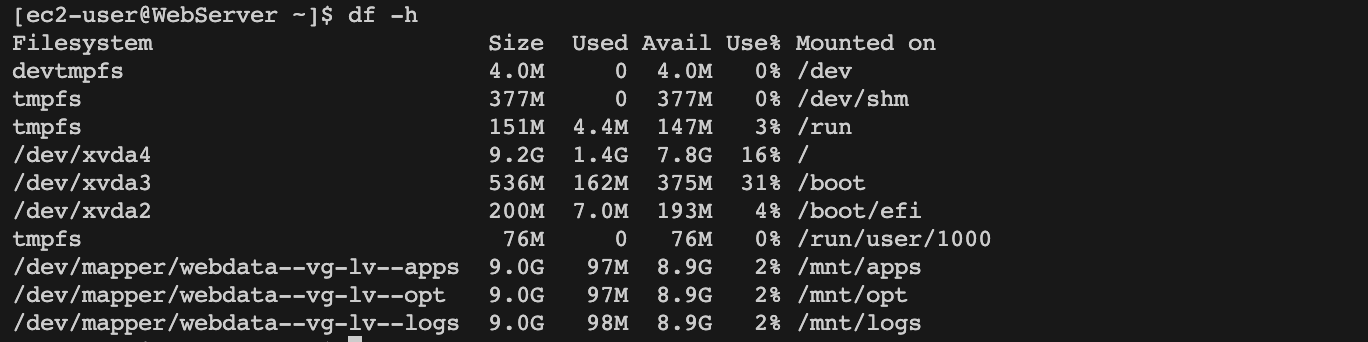 [ec2-user@WebServer ~]$ df -h
Filesystem                        Size  Used Avail Use% Mounted on
devtmpfs                          4.0M     0  4.0M   0% /dev
tmpfs                             377M     0  377M   0% /dev/shm
tmpfs                             151M  4.4M  147M   3% /run
/dev/xvda4                        9.2G  1.4G  7.8G  16% /
/dev/xvda3                        536M  162M  375M  31% /boot
/dev/xvda2                        200M  7.0M  193M   4% /boot/efi
tmpfs                              76M     0   76M   0% /run/user/1000
/dev/mapper/webdata--vg-lv--apps  9.0G   97M  8.9G   2% /mnt/apps
/dev/mapper/webdata--vg-lv--opt   9.0G   97M  8.9G   2% /mnt/opt
/dev/mapper/webdata--vg-lv--logs  9.0G   98M  8.9G   2% /mnt/logs